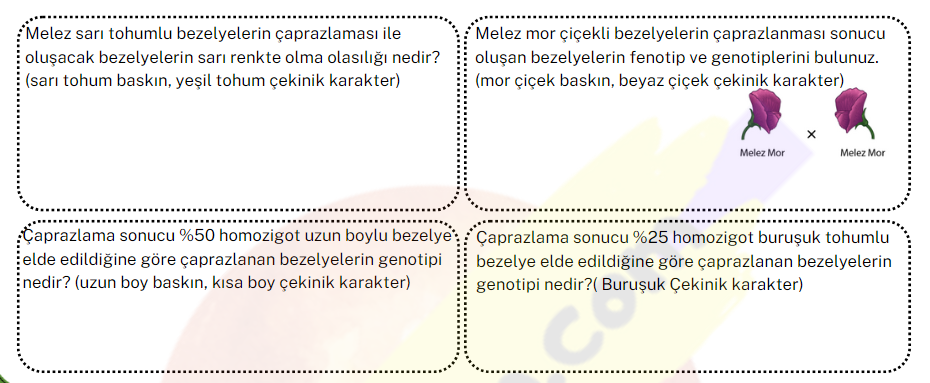 Melez sarı tohumlu bezelyelerin çaprazlaması ile
oluşacak bezelyelerin sarı renkte olma olasılığı nedir?
(sarı tohum baskın, yeşil tohum çekinik karakter)
Melez mor çiçekli bezelyelerin çaprazlanması sonucu
oluşan bezelyelerin fenotip ve genotiplerini bulunuz.
(mor çiçek baskın, beyaz çiçek çekinik karakter)
×
Melez Mor
Melez Mor
Çaprazlama sonucu %50 homozigot uzun boylu bezelye
elde edildiğine göre çaprazlanan bezelyelerin genotipi
nedir? (uzun boy baskın, kısa boy çekinik karakter)
Çaprazlama sonucu %25 homozigot buruşuk tohumlu
bezelye elde edildiğine göre çaprazlanan bezelyelerin
genotipi nedir?( Buruşuk Çekinik karakter)
.com